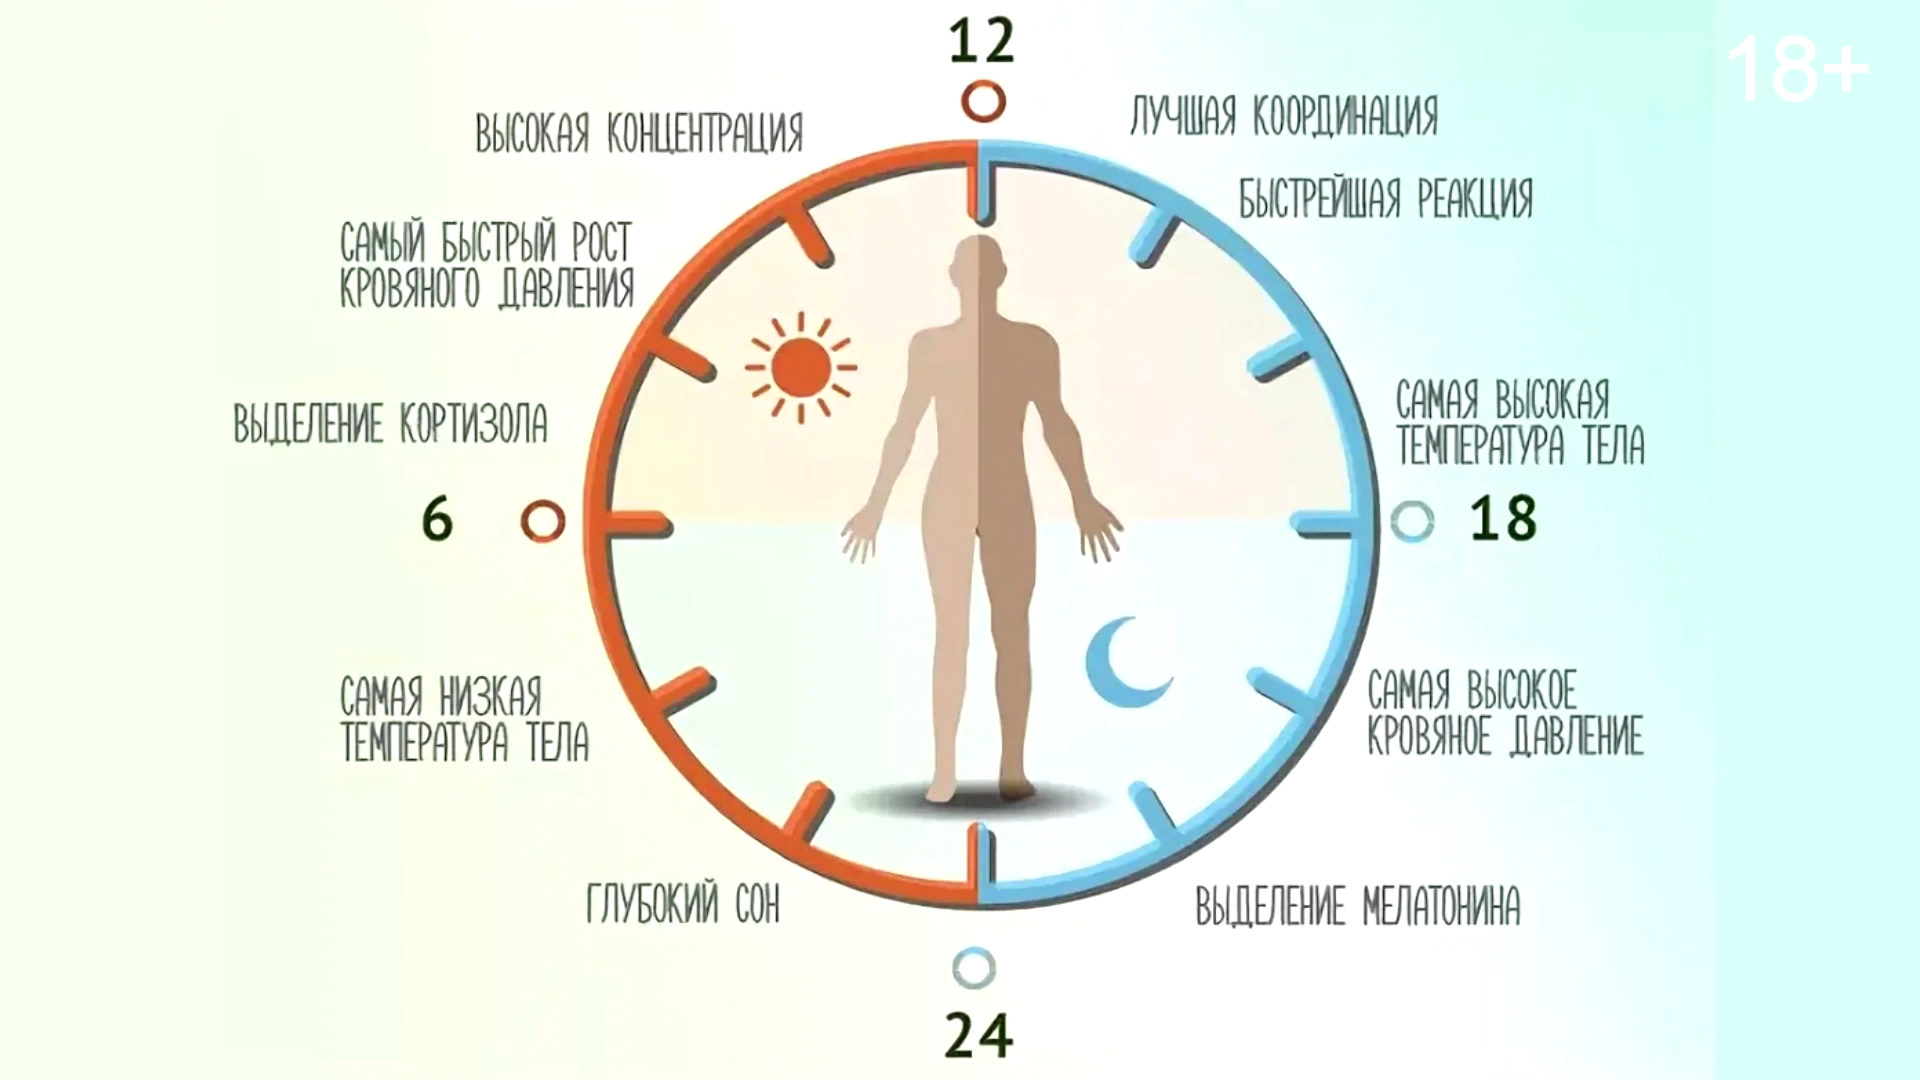 12
18+
ЛУЧШАЯ КООРДИНАЦИЯ
ВЫСОКАЯ КОНЦЕНТРАЦИЯ
БЫСТРЕЙШАЯ РЕАКЦИЯ
САМЫЙ БЫСТРЫЙ РОСТ
КРОВЯНОГО ДАВЛЕНИЯ
САМАЯ ВЫСОКАЯ
ТЕМПЕРАТУРА ТЕЛА
ВЫДЕЛЕНИЕ КОРТИЗОЛА
6
18
САМАЯ НИЗКАЯ
ТЕМПЕРАТУРА ТЕЛА
САМАЯ ВЫСОКОЕ
КРОВЯНОЕ ДАВЛЕНИЕ
ГЛУБОКИЙ СОН
ВЫДЕЛЕНИЕ МЕЛАТОНИНА
24